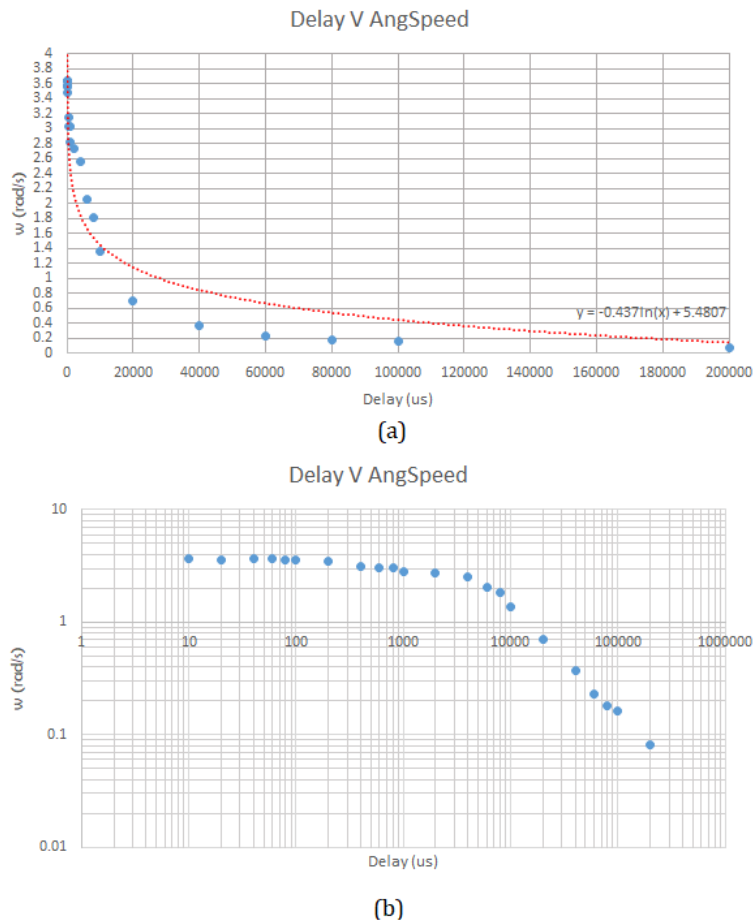 Delay V AngSpeed
4
3.8
3.6
3.4
3.2
3
2.8
2.6
2.4
2.2
2
1.8
1.6
1.4
1.2
1
0.8
0.6
0.4
0.2
0
w (rad/s)
y = -0.437ln(x) + 5.4807
0 20000 40000 60000 80000 100000 120000 140000 160000 180000 200000
Delay (us)
(a)
Delay V AngSpeed
10
1
0.1
0.01
w (rad/s)
1 10 100 1000 10000 100000 1000000
Delay (us)
(b)